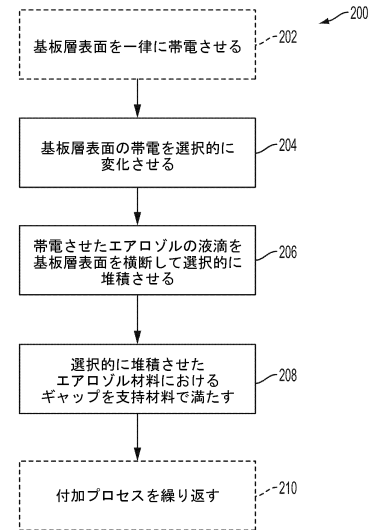 200
基板層表面を一律に帯電させる
202
基板層表面の帯電を選択的に
変化させる
204
帯電させたエアロゾルの液滴を
基板層表面を横断して選択的に
堆積させる
206
選択的に堆積させた
エアロゾル材料における
ギャップを支持材料で満たす
208
付加プロセスを繰り返す
210